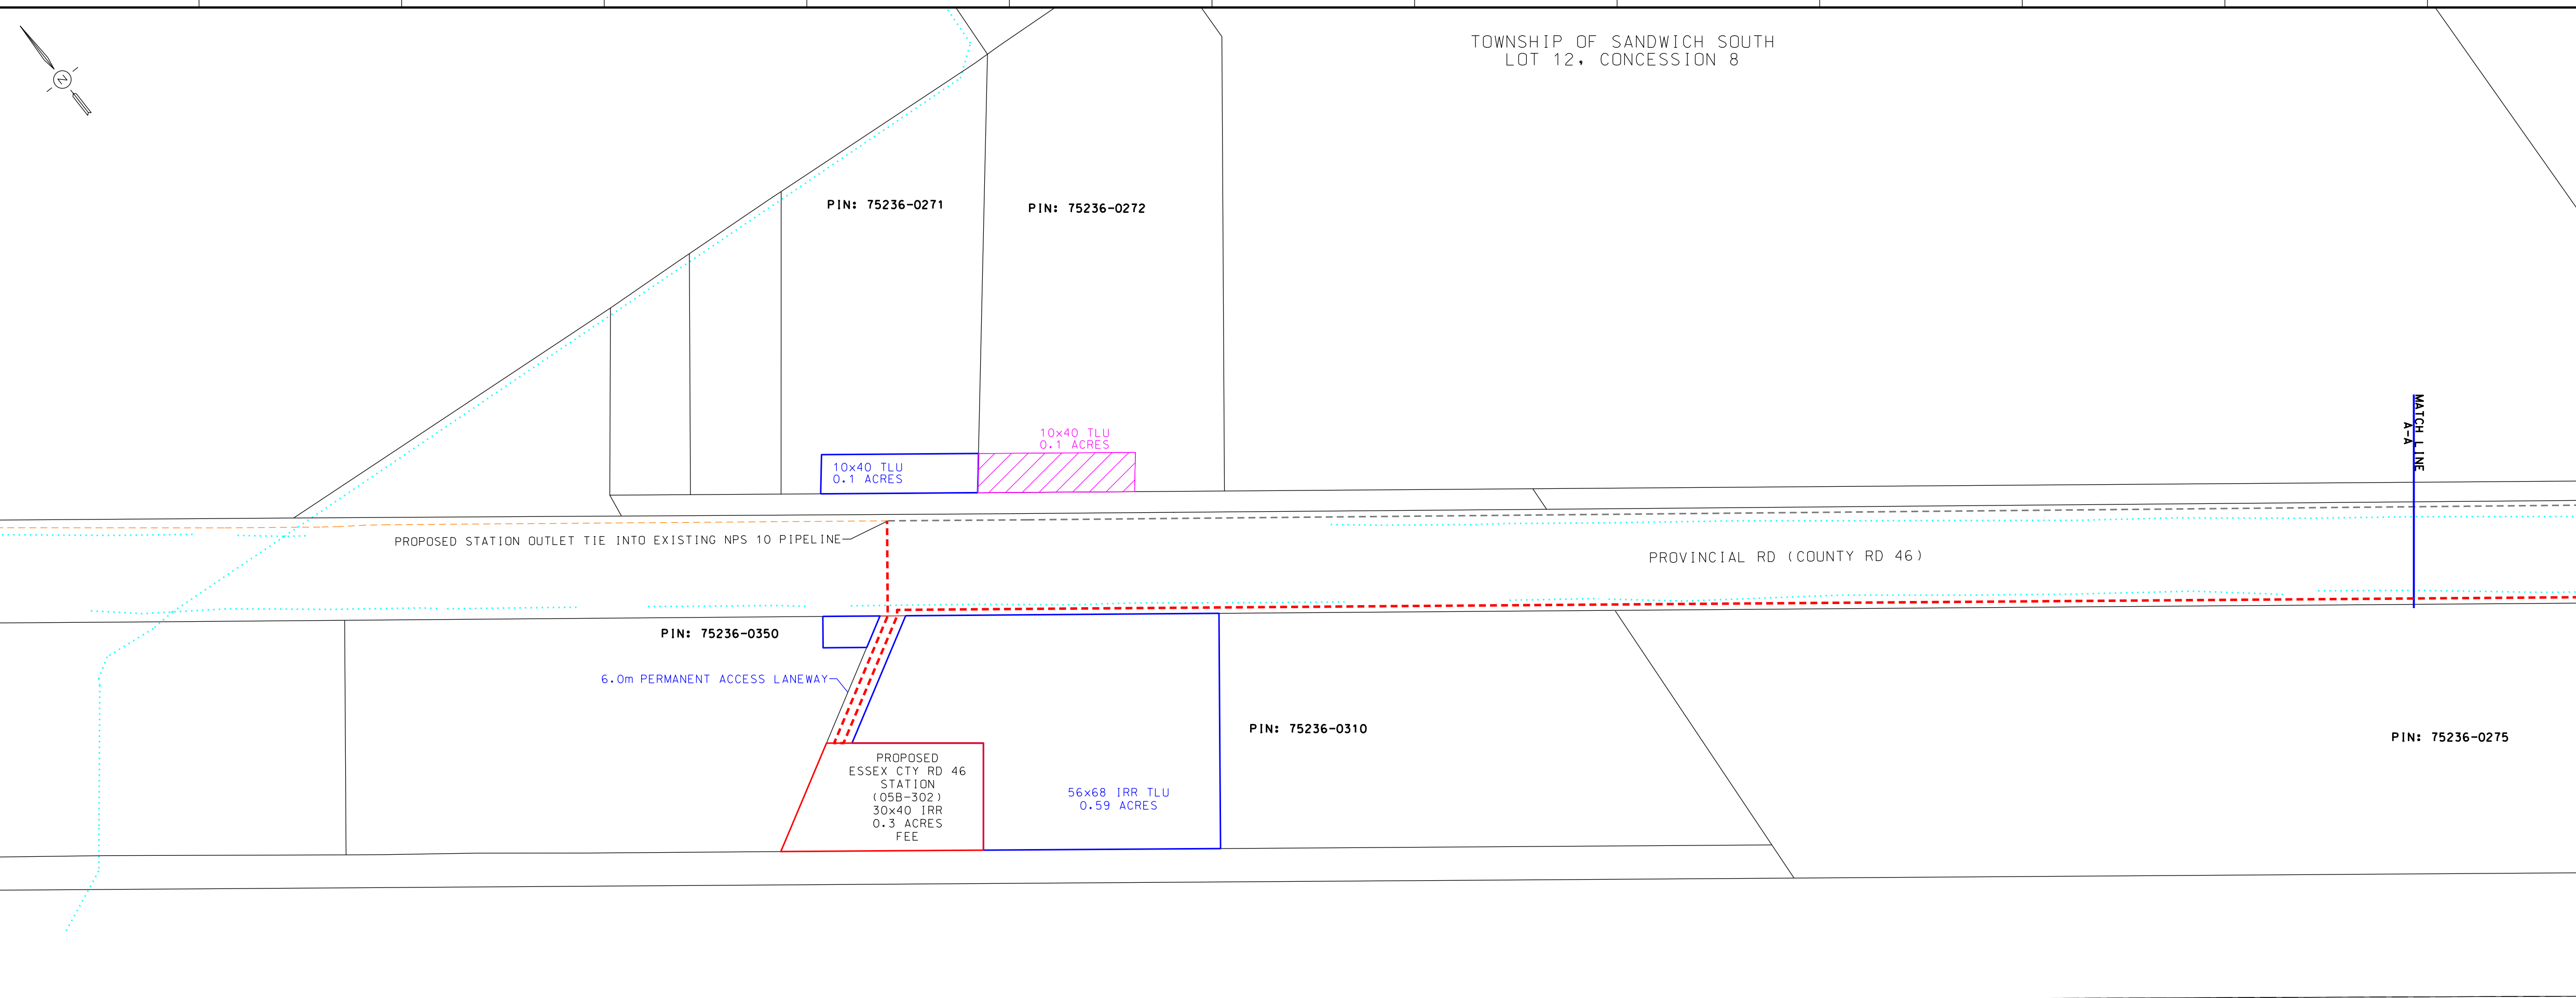 N
TOWNSHIP OF SANDWICH SOUTH
LOT 12, CONCESSION 8
PIN: 75236-0271
PIN: 75236-0272
10x40 TLU
0.1 ACRES
10x40 TLU
0.1 ACRES
MATCH LINE
A-A
PROPOSED STATION OUTLET TIE INTO EXISTING NPS 10 PIPELINE
PROVINCIAL RD (COUNTY RD 46)
PIN: 75236-0350
6.0m PERMANENT ACCESS LANEWAY
PIN: 75236-0310
PIN: 75236-0275
PROPOSED
ESSEX CTY RD 46
STATION
(05B-302)
30x40 IRR
0.3 ACRES
FEE
56x68 IRR TLU
0.59 ACRES